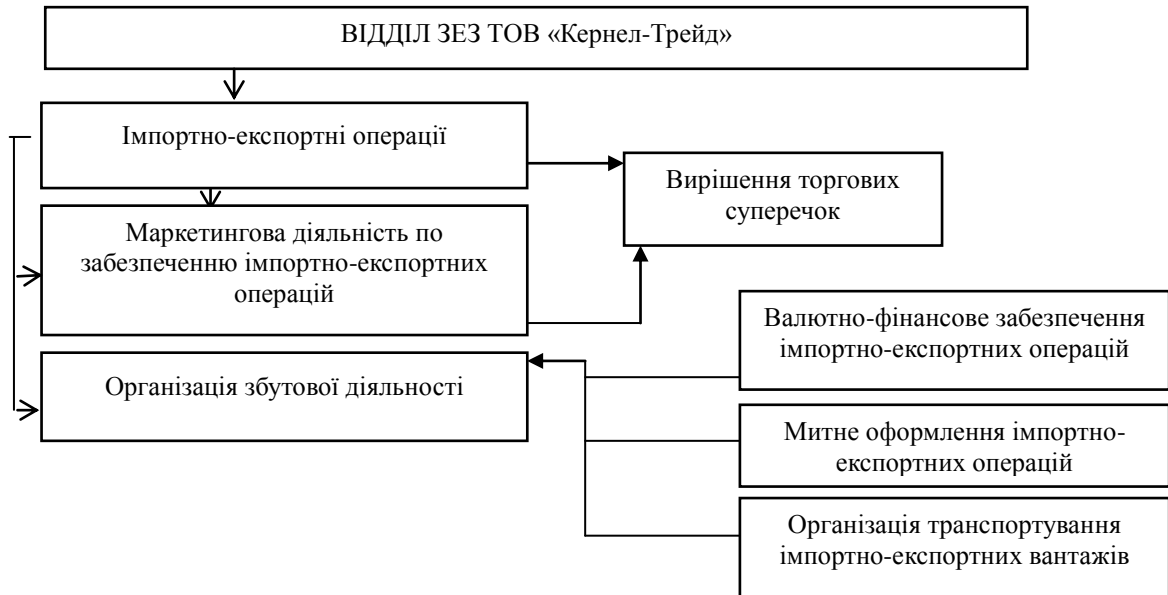 ВІДДІЛ ЗЕЗ ТОВ «Кернел-Трейд»
Імпортно-експортні операції
Вирішення торгових
суперечок
Маркетингова діяльність по
забезпеченню імпортно-експортних
операцій
Валютно-фінансове забезпечення
імпортно-експортних операцій
Організація збутової діяльності
Митне оформлення імпортно-
експортних операцій
Організація транспортування
імпортно-експортних вантажів